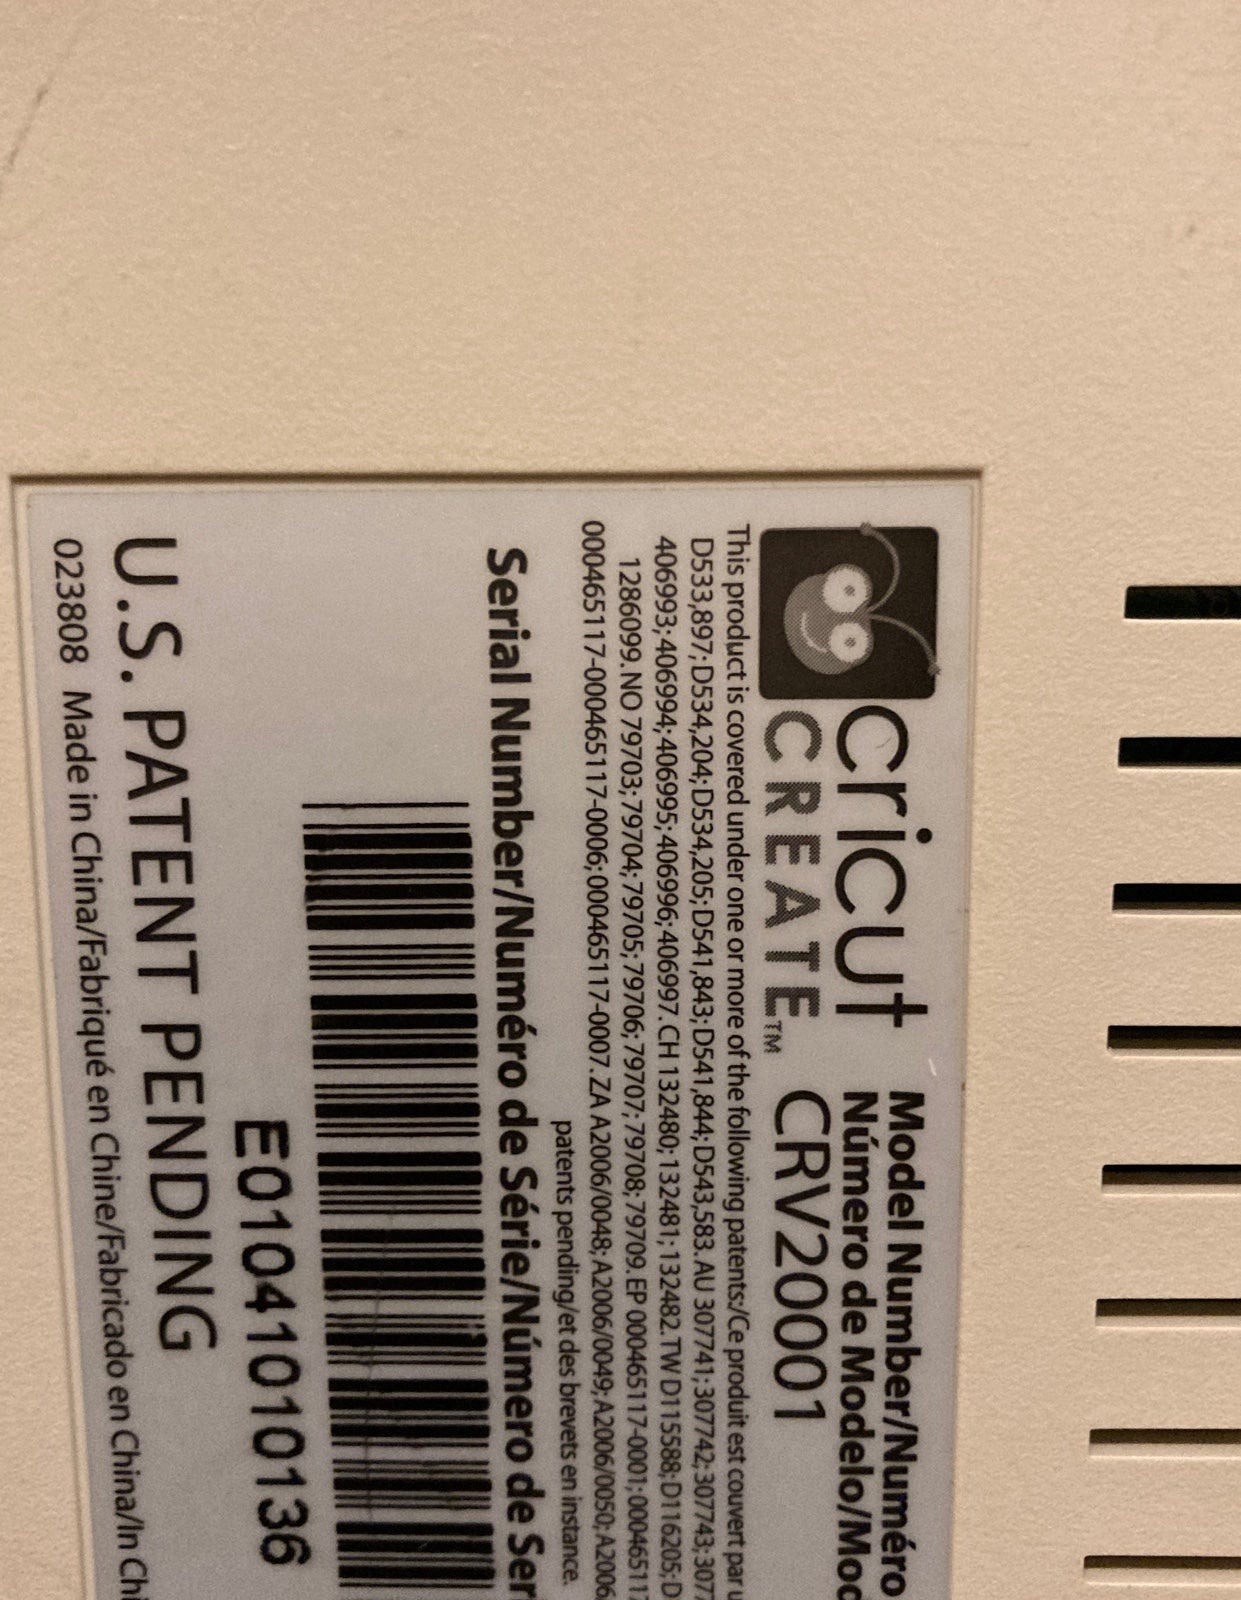 cricut
CREATE™
Model Number/Numéro
Número de Modelo/Mod
CRV20001
This product is covered under one or more of the following patents:/Ce produit est couvert par u
D533,897; D534,204; D534,205; D541,843; D541,844; D543,583. AU 307741; 307742; 307743; 3077
406993; 406994; 406995; 406996; 406997. CH 132480; 132481; 132482. TW D115588; D116205; D
1286099. NO 79703; 79704; 79705; 79706; 79707; 79708; 79709. EP 000465117-0001; 00046511
000465117-000465117-0006; 000465117-0007. ZA A2006/0048; A2006/0049; A2006/0050; A2006
patents pending/et des brevets en instance.
Serial Number/Numéro de Série/Número de Ser
E01041010136
U.S. PATENT PENDING
023808 Made in China/Fabriqué en Chine/Fabricado en China/In Chi